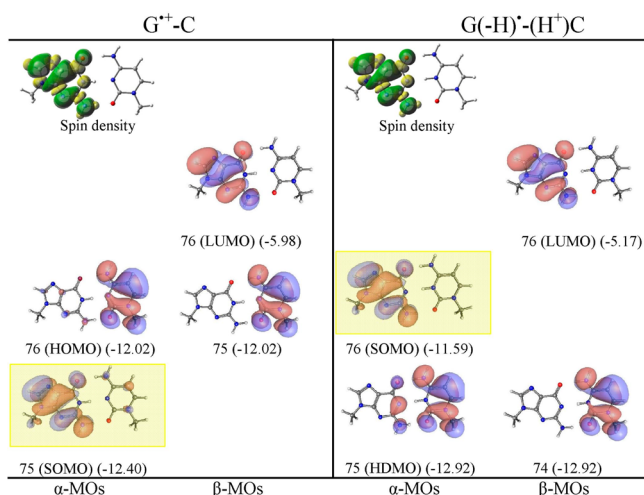 G•+-C G(-H)•-(H+)C
Spin density Spin density
76 (LUMO) (-5.98) 76 (LUMO) (-5.17)
76 (HOMO) (-12.02) 75 (-12.02) 76 (SOMO) (-11.59)
75 (SOMO) (-12.40) 75 (HDMO) (-12.92) 74 (-12.92)
α-MOs β-MOs α-MOs β-MOs